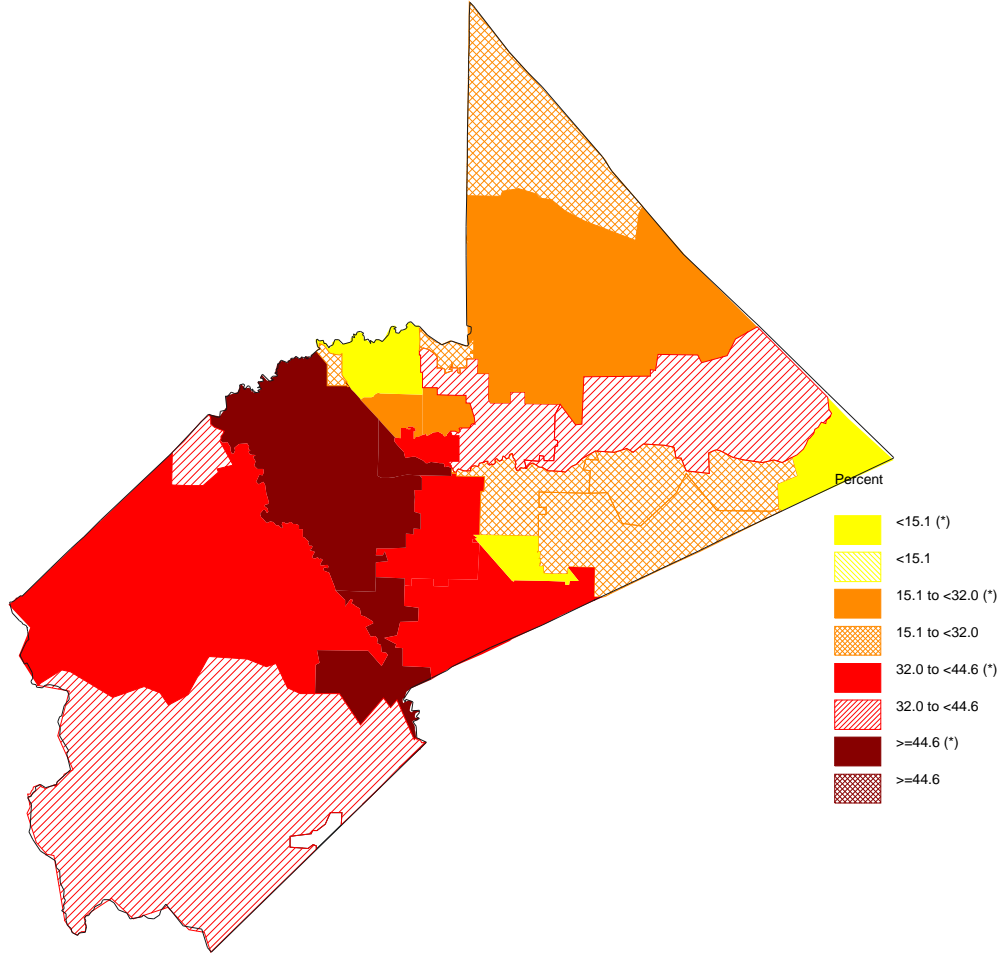 Percent
<15.1 (*)
<15.1
15.1 to <32.0 (*)
15.1 to <32.0
32.0 to <44.6 (*)
32.0 to <44.6
>=44.6 (*)
>=44.6